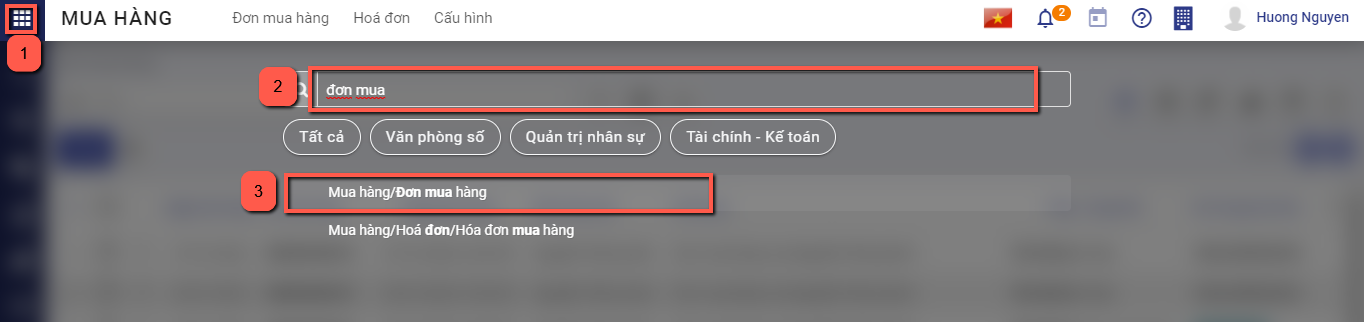 MUA HÀNG Đơn mua hàng Hoá đơn Cấu hình 2 Huong Nguyen
1
2 đơn mua
Tất cả Văn phòng số Quản trị nhân sự Tài chính - Kế toán
3 Mua hàng/Đơn mua hàng
Mua hàng/Hoá đơn/Hóa đơn mua hàng